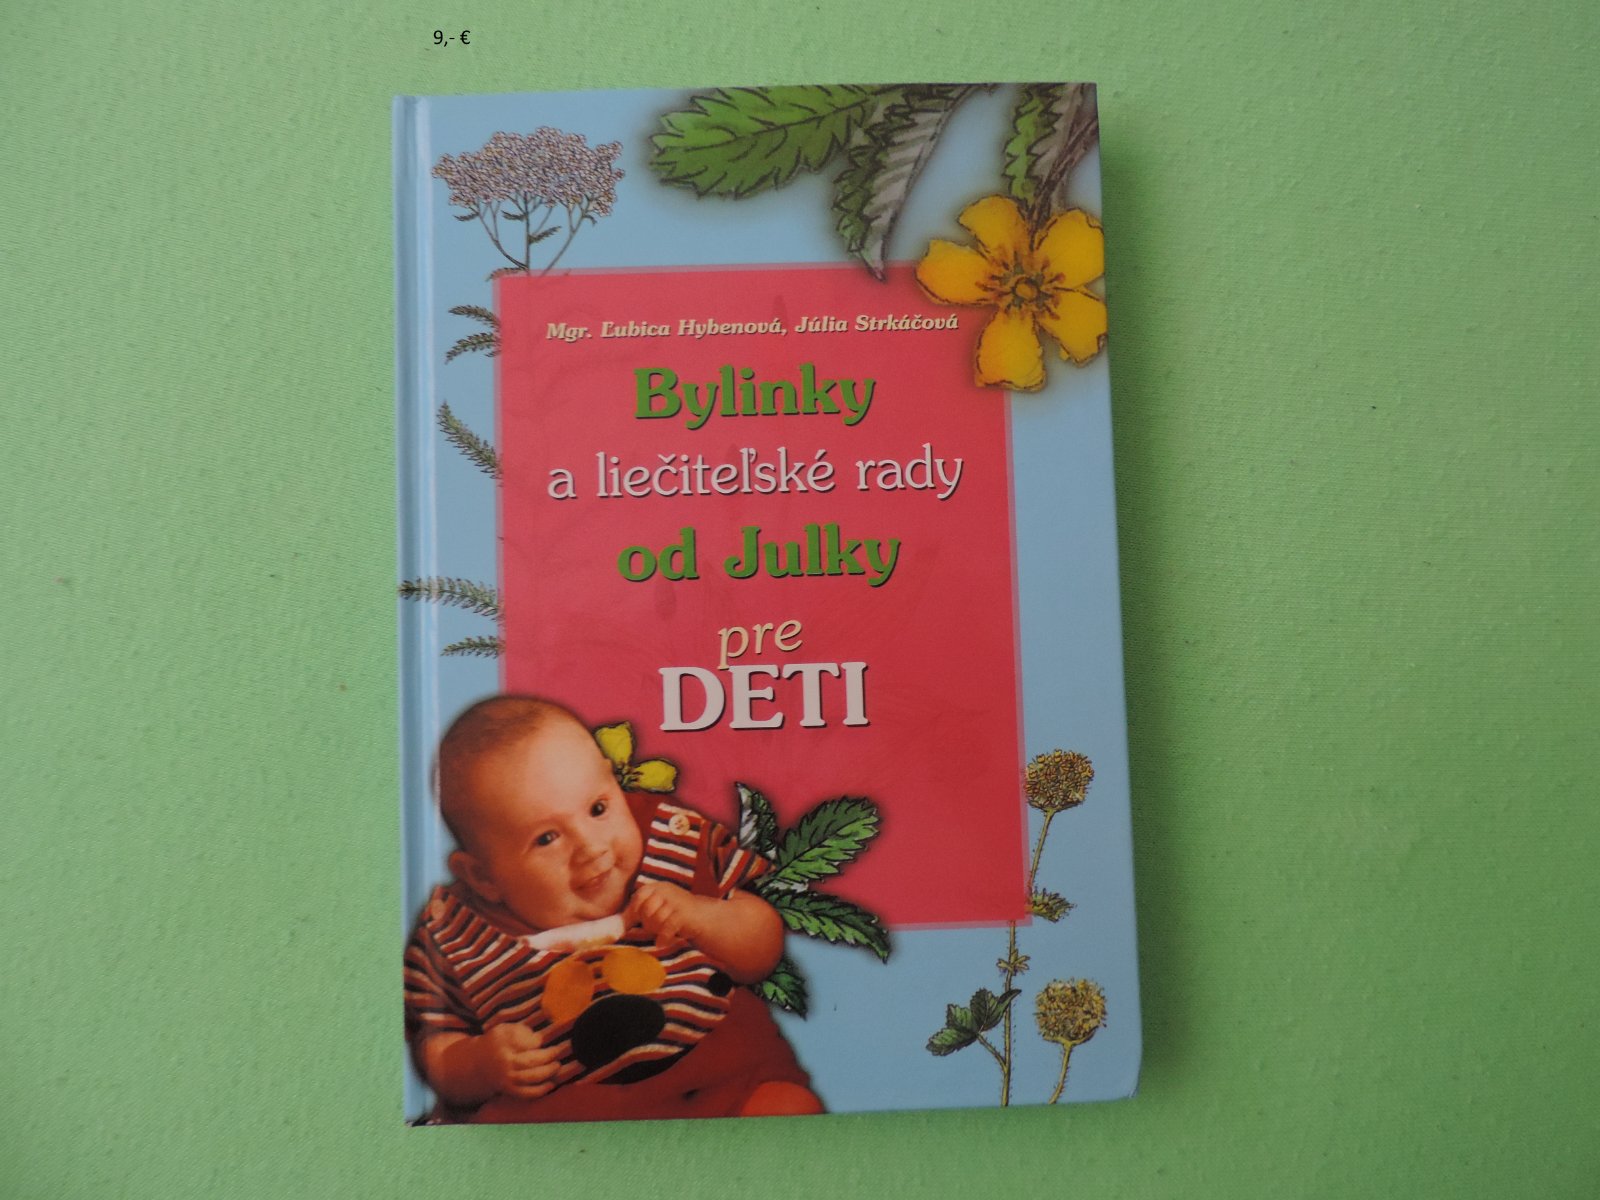 9,- €
Mgr. Ľubica Hybenová, Júlia Strkáčová
Bylinky
a liečiteľské rady
od Julky
pre
DETI